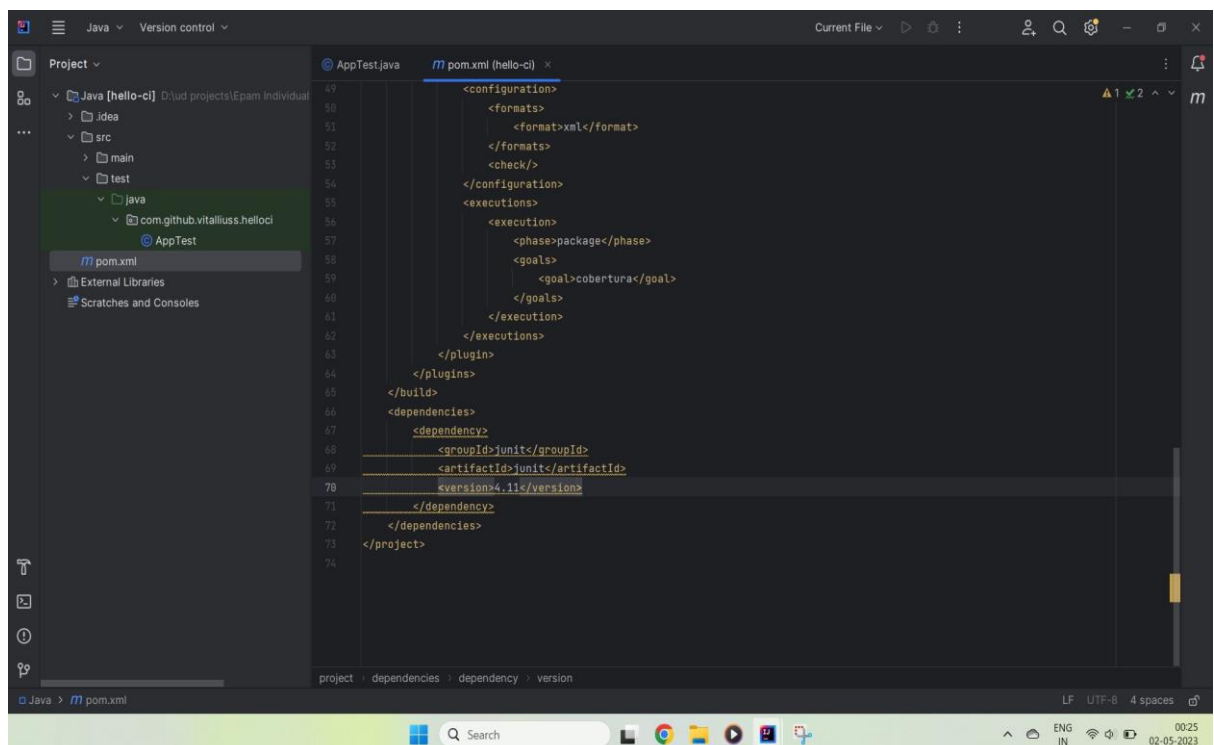 Java Version control Current File
Project
AppTest.java m pom.xml (hello-ci)
Java [hello-ci] D:\ud projects\Epam Individual
.idea
src
main
test
java
com.github.vitalliuss.helloci
AppTest
m pom.xml
External Libraries
Scratches and Consoles
1 2
m
49 <configuration>
50 <formats>
51 <format>xml</format>
52 </formats>
53 <check/>
54 </configuration>
55 <executions>
56 <execution>
57 <phase>package</phase>
58 <goals>
59 <goal>cobertura</goal>
60 </goals>
61 </execution>
62 </executions>
63 </plugin>
64 </plugins>
65 </build>
66 <dependencies>
67 <dependency>
68 <groupId>junit</groupId>
69 <artifactId>junit</artifactId>
70 <version>4.11</version>
71 </dependency>
72 </dependencies>
73 </project>
74
project > dependencies > dependency > version
Java > m pom.xml LF UTF-8 4 spaces
Search
ENG
IN
00:25
02-05-2023